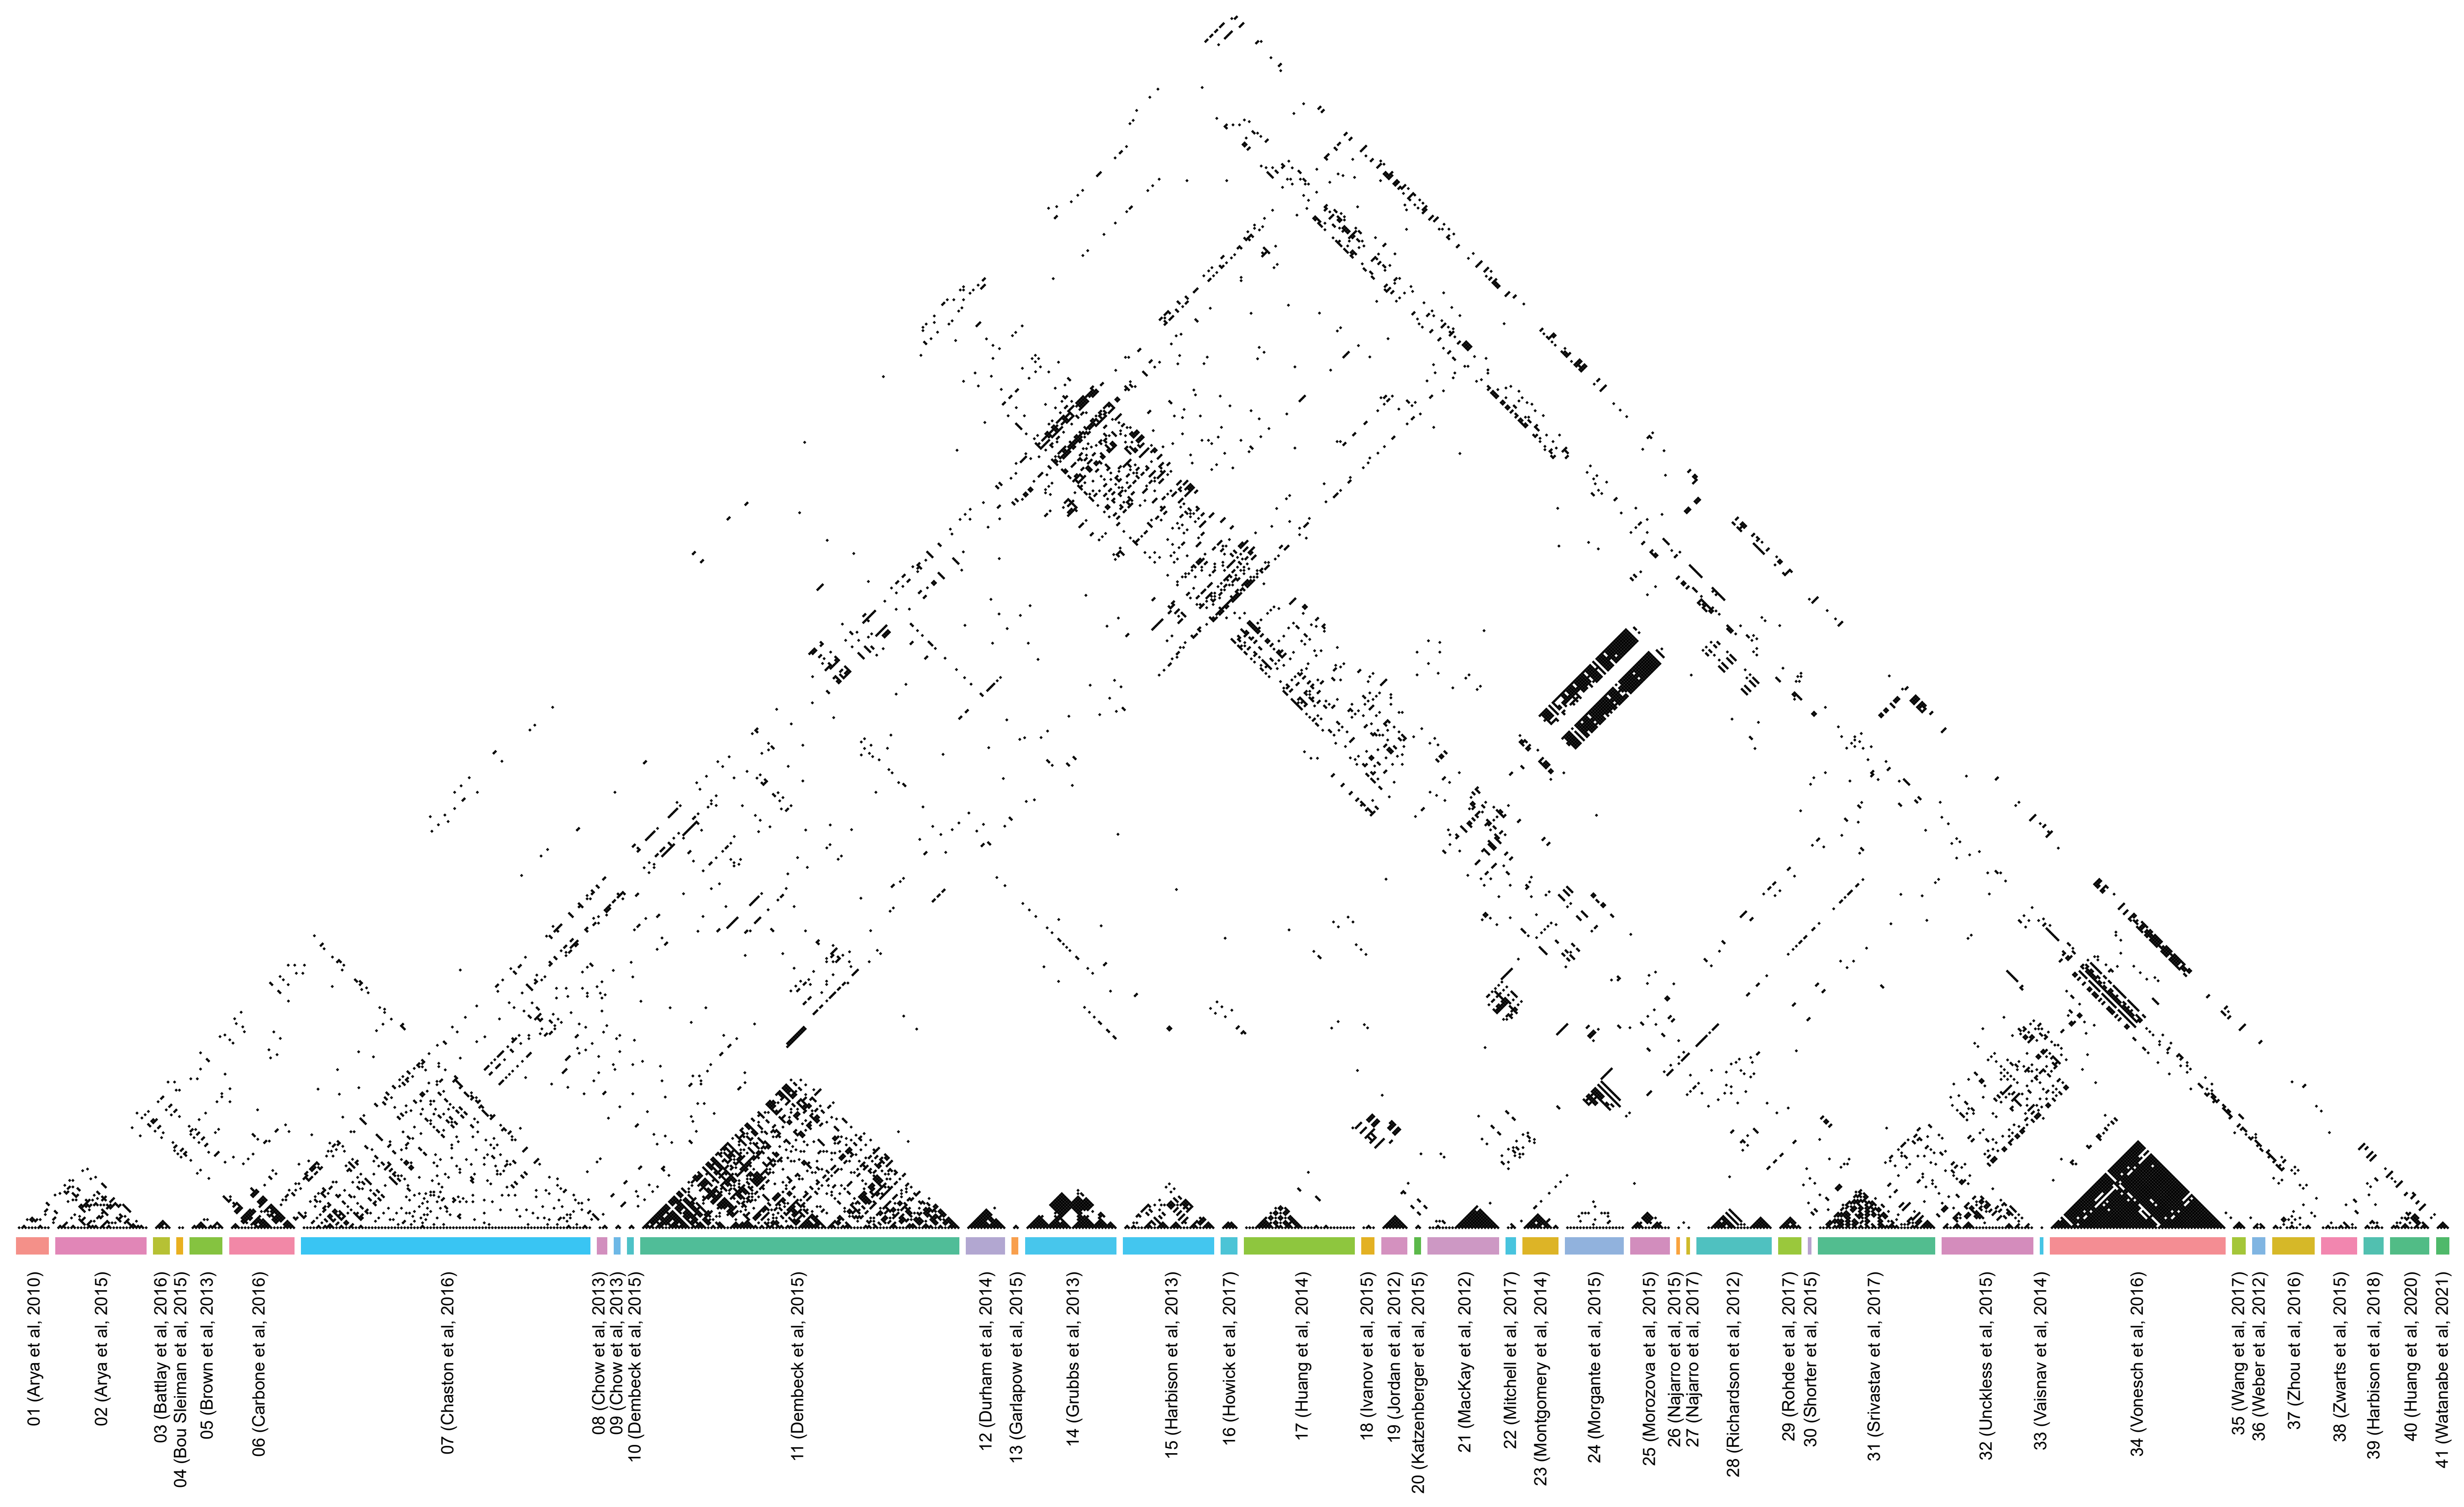 01 (Arya et al, 2010)
02 (Arya et al, 2015)
03 (Battlay et al, 2016)
04 (Bou Sleiman et al, 2015)
05 (Brown et al, 2013)
06 (Carbone et al, 2016)
07 (Chaston et al, 2016)
08 (Chow et al, 2013)
09 (Chow et al, 2013)
10 (Dembeck et al, 2015)
11 (Dembeck et al, 2015)
12 (Durham et al, 2014)
13 (Garlapow et al, 2015)
14 (Grubbs et al, 2013)
15 (Harbison et al, 2013)
16 (Howick et al, 2017)
17 (Huang et al, 2014)
18 (Ivanov et al, 2015)
19 (Jordan et al, 2012)
20 (Katzenberger et al, 2015)
21 (MacKay et al, 2012)
22 (Mitchell et al, 2017)
23 (Montgomery et al, 2014)
24 (Morgante et al, 2015)
25 (Morozova et al, 2015)
26 (Najarro et al, 2015)
27 (Najarro et al, 2017)
28 (Richardson et al, 2012)
29 (Rohde et al, 2017)
30 (Shorter et al, 2015)
31 (Srivastav et al, 2017)
32 (Unckless et al, 2015)
33 (Vaisnav et al, 2014)
34 (Vonesch et al, 2016)
35 (Wang et al, 2017)
36 (Weber et al, 2012)
37 (Zhou et al, 2016)
38 (Zwarts et al, 2015)
39 (Harbison et al, 2018)
40 (Huang et al, 2020)
41 (Watanabe et al, 2021)